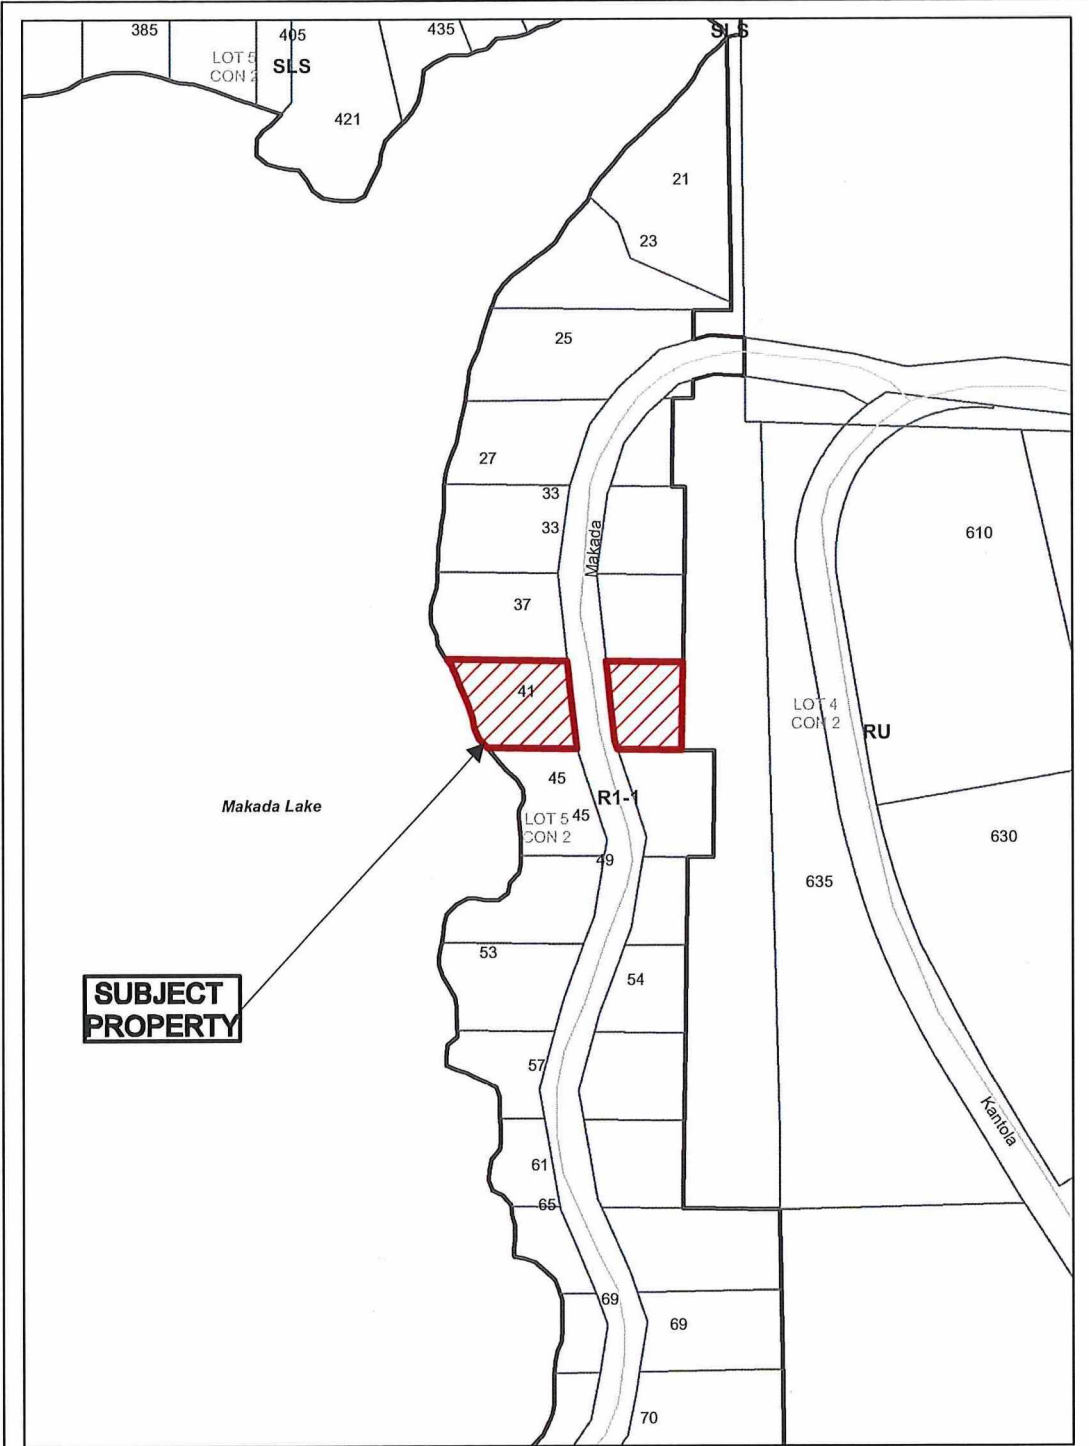 385
405
435
SLS
LOT 5
CON 2
SLS
421
21
23
25
27
33
33
Makada
610
37
41
LOT 4
CON 2
RU
45
R1-1
Makada Lake
LOT 5
45
CON 2
49
630
635
53
54
SUBJECT
PROPERTY
57
Kantola
61
65
69
69
70